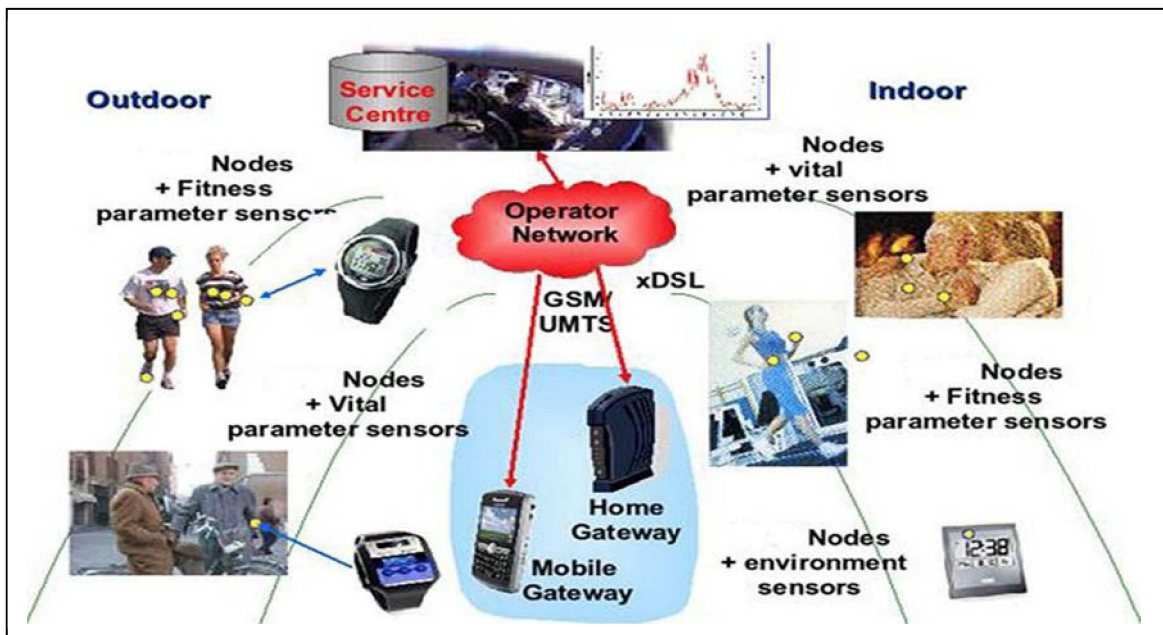 Outdoor
Service
Centre
Indoor
Nodes
+ Fitness
parameter sensors
Operator
Network
Nodes
+ vital
parameter sensors
xDSL
GSM/
UMTS
Nodes
+ Vital
parameter sensors
Nodes
+ Fitness
parameter sensors
Home
Gateway
Mobile
Gateway
Nodes
+ environment
sensors
12:38